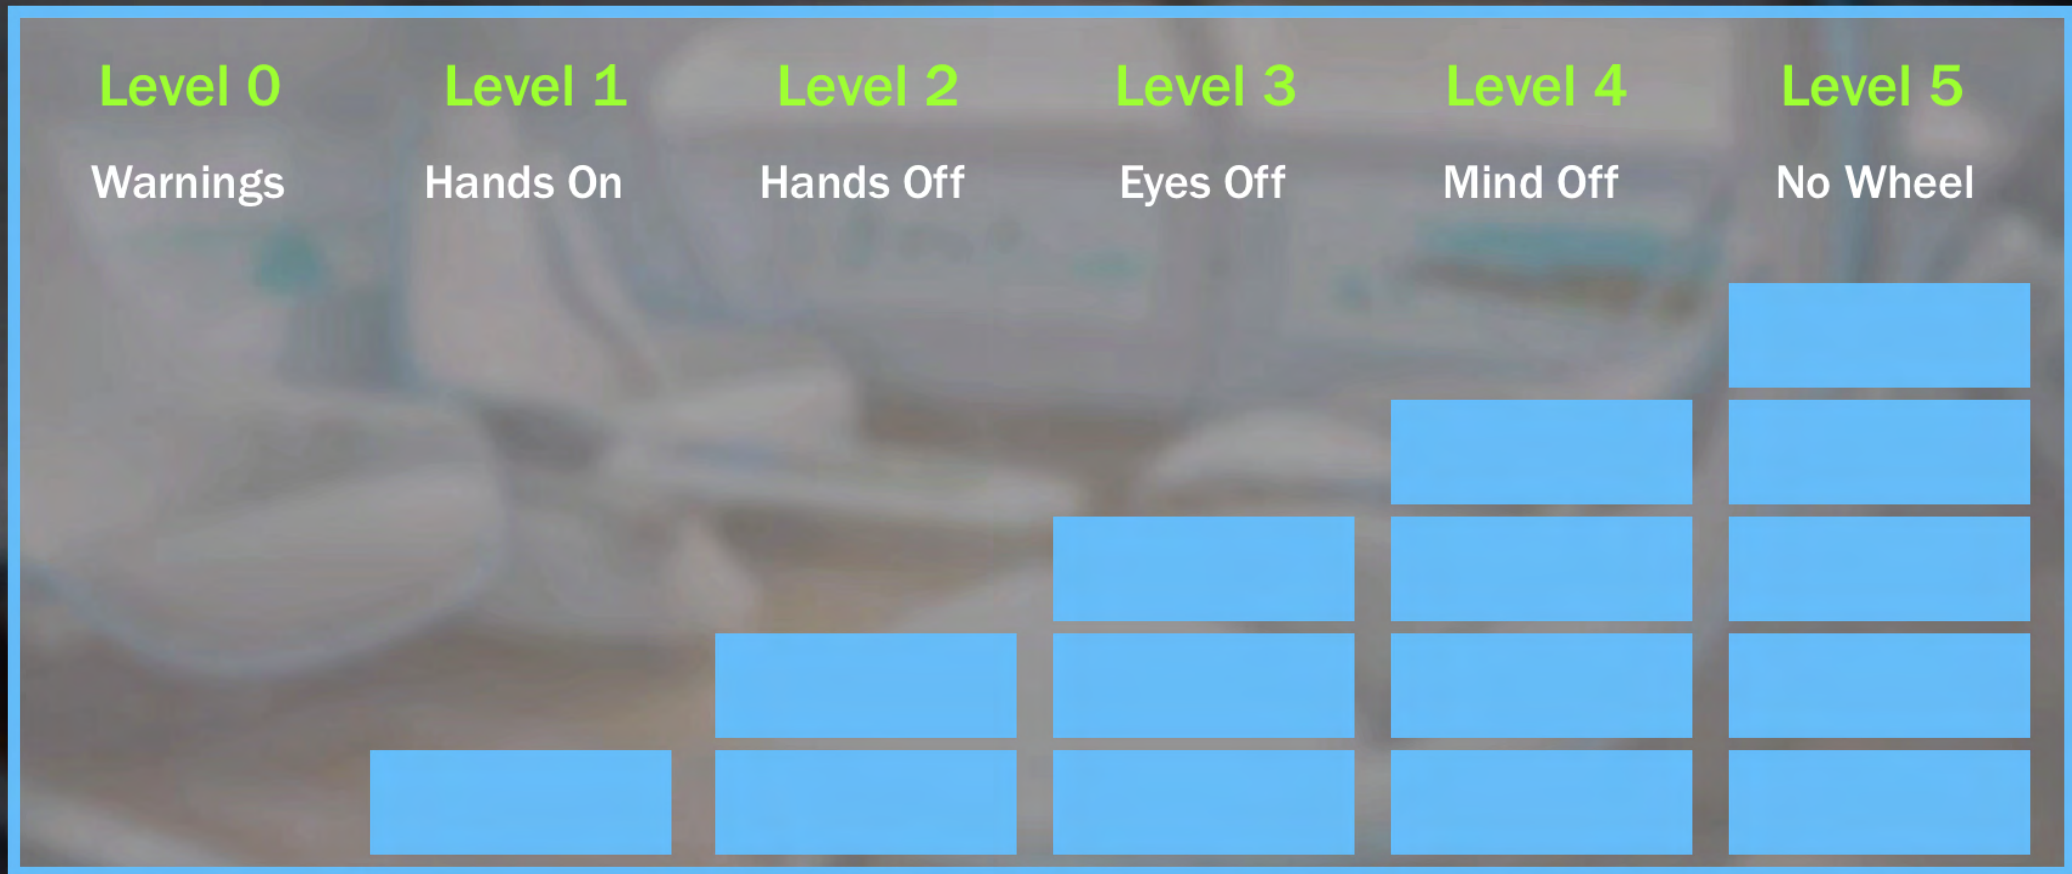 Level 0 Level 1 Level 2 Level 3 Level 4 Level 5
Warnings Hands On Hands Off Eyes Off Mind Off No Wheel